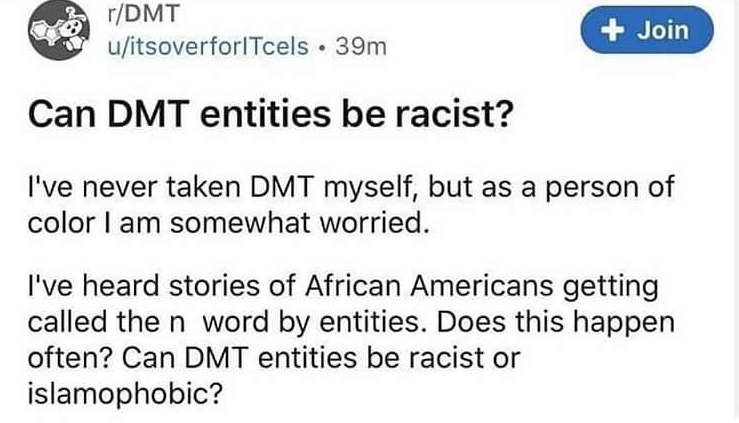 r/DMT
u/itsoverforITcels • 39m
+ Join
Can DMT entities be racist?
I've never taken DMT myself, but as a person of
color I am somewhat worried.
I've heard stories of African Americans getting
called the n  word by entities. Does this happen
often? Can DMT entities be racist or
islamophobic?